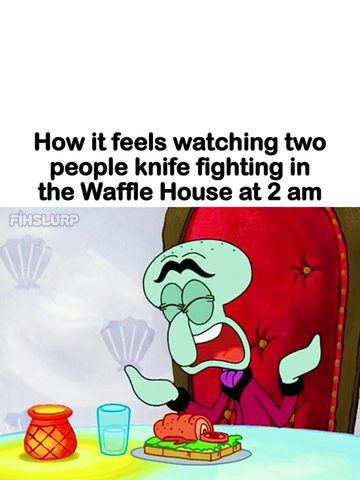 How it feels watching two
people knife fighting in
the Waffle House at 2 am
FIHSLURP